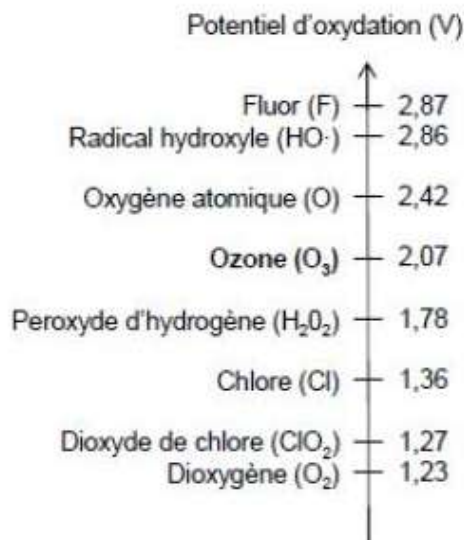 Potentiel d'oxydation (V)
Fluor (F) 2,87
Radical hydroxyle (HO·) 2,86
Oxygène atomique (O) 2,42
Ozone (O₃) 2,07
Peroxyde d'hydrogène (H₂0₂) 1,78
Chlore (Cl) 1,36
Dioxyde de chlore (ClO₂) 1,27
Dioxygène (O₂) 1,23